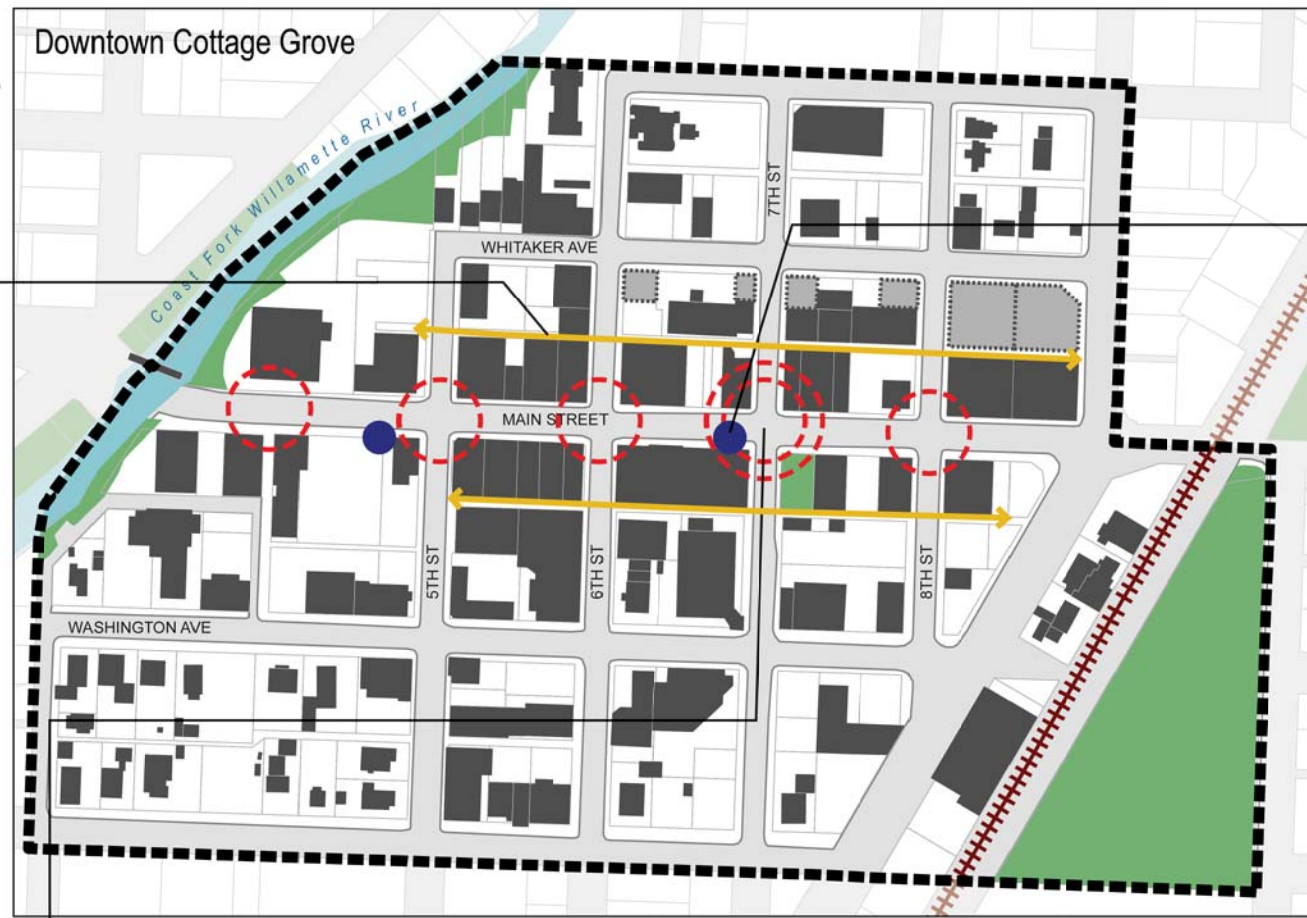 Downtown Cottage Grove
Coast Fork Willamette River
7TH ST
WHITAKER AVE
MAIN STREET
5TH ST
6TH ST
8TH ST
WASHINGTON AVE